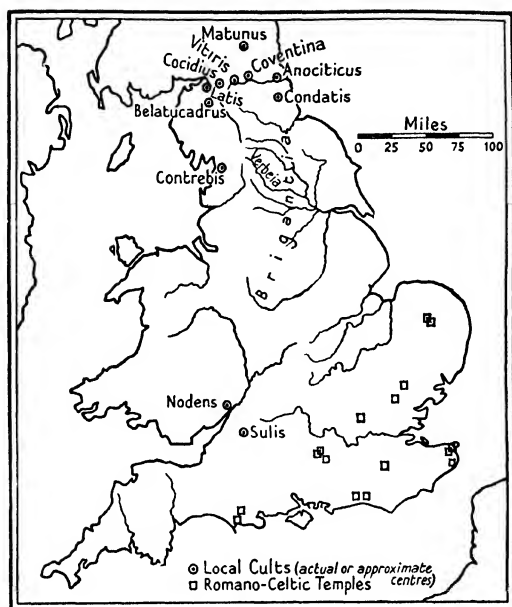 Matunus
Vitiris
Coventina
Cocidius
Anociticus
Latis
Condatis
Belatucadrus
Miles
0 25 50 75 100
Verbeia
Contrebis
Brigantia
Nodens
Sulis
Local Cults (actual or approximate
centres)
Romano-Celtic Temples